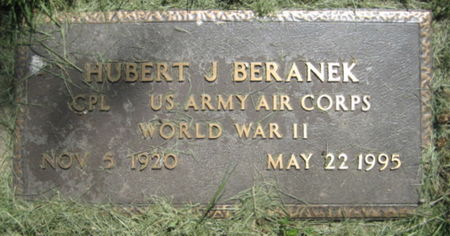 HUBERT J BERANEK
CPL US ARMY AIR CORPS
WORLD WAR II
NOV 5 1920 MAY 22 1995